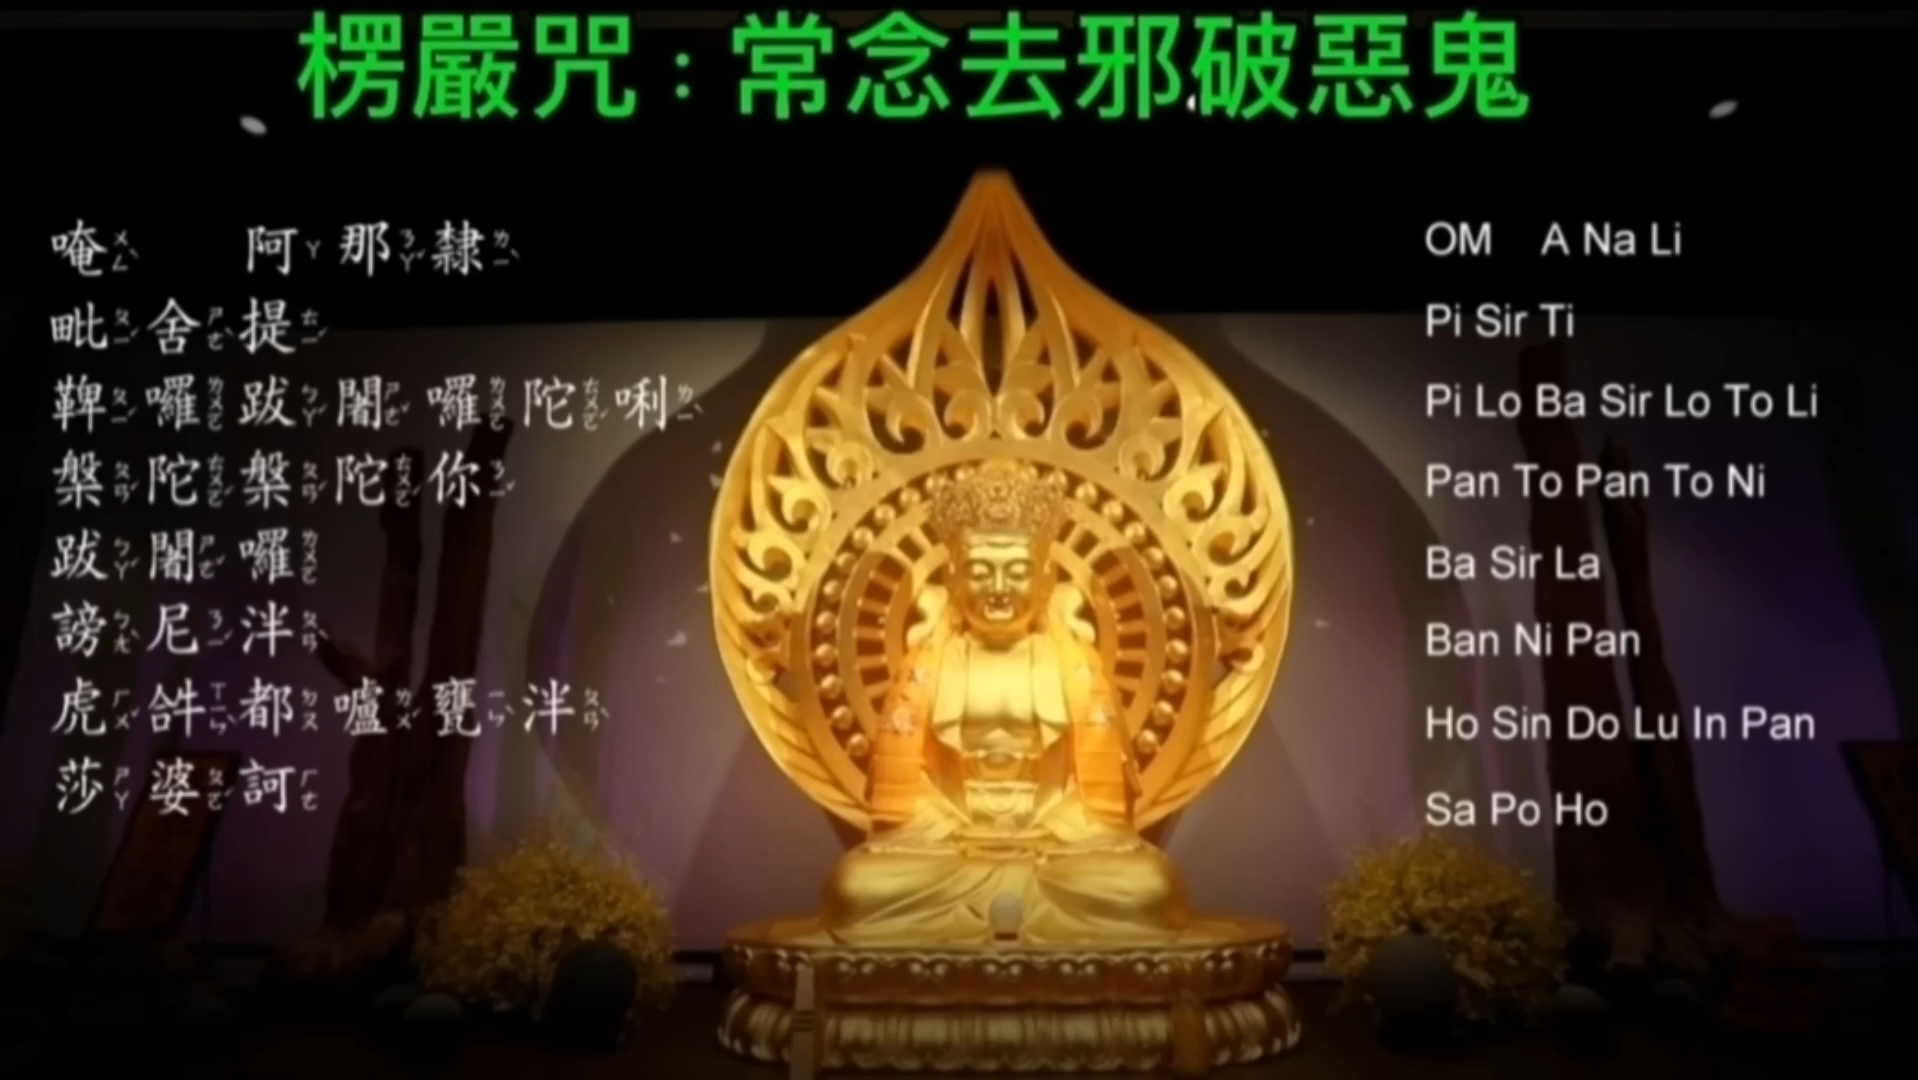 楞嚴咒：常念去邪破惡鬼
唵 阿那隸
毗舍提
鞞囉跋闍囉陀唎
槃陀槃陀你
跋闍囉
謗尼泮
虎𤙖都嚧甕泮
莎婆訶
OM A Na Li
Pi Sir Ti
Pi Lo Ba Sir Lo To Li
Pan To Pan To Ni
Ba Sir La
Ban Ni Pan
Ho Sin Do Lu In Pan
Sa Po Ho